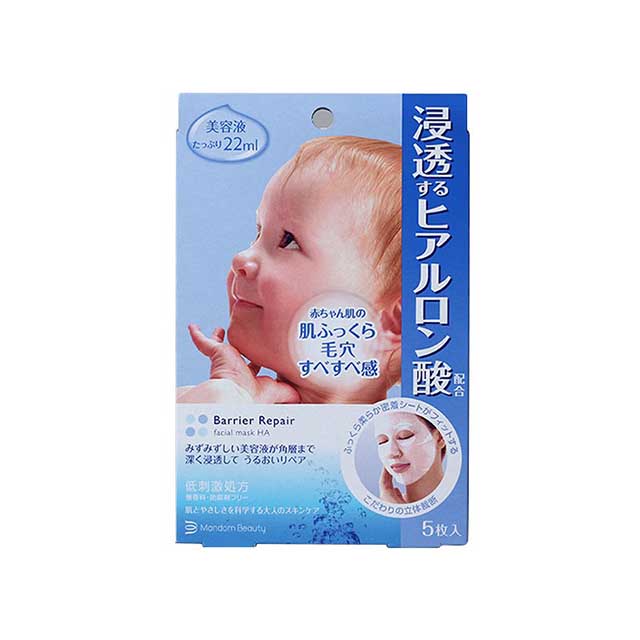 美容液
たっぷり22ml
浸透する
ヒアルロン酸
配合
赤ちゃん肌の
肌ふっくら
毛穴
すべすべ感
Barrier Repair
facial mask HA
みずみずしい美容液が角層まで
深く浸透して うるおいリペア
低刺激処方
無香料・防腐剤フリー
肌とやさしさを科学する大人のスキンケア
Mandom Beauty
ふっくら柔らか密着シートがフィットする
こだわりの立体裁断
5枚入